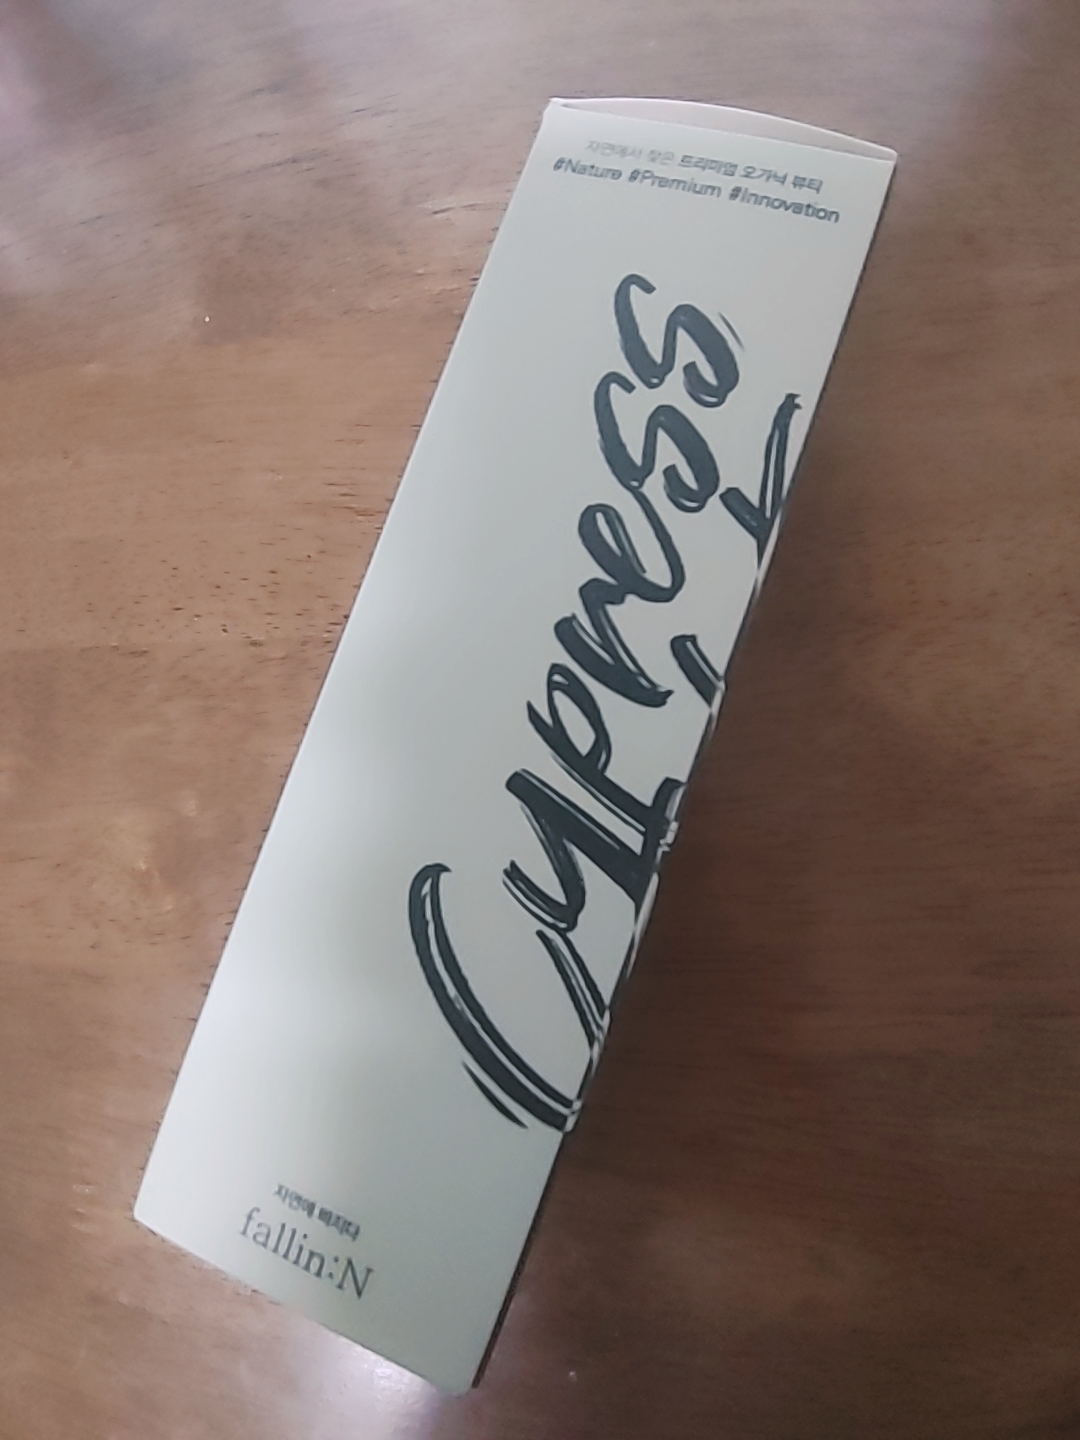 자연에서 찾은 프리미엄 오가닉 뷰티
#Nature #Premium #Innovation
Cypress
자연에 빠지다
fallin:N